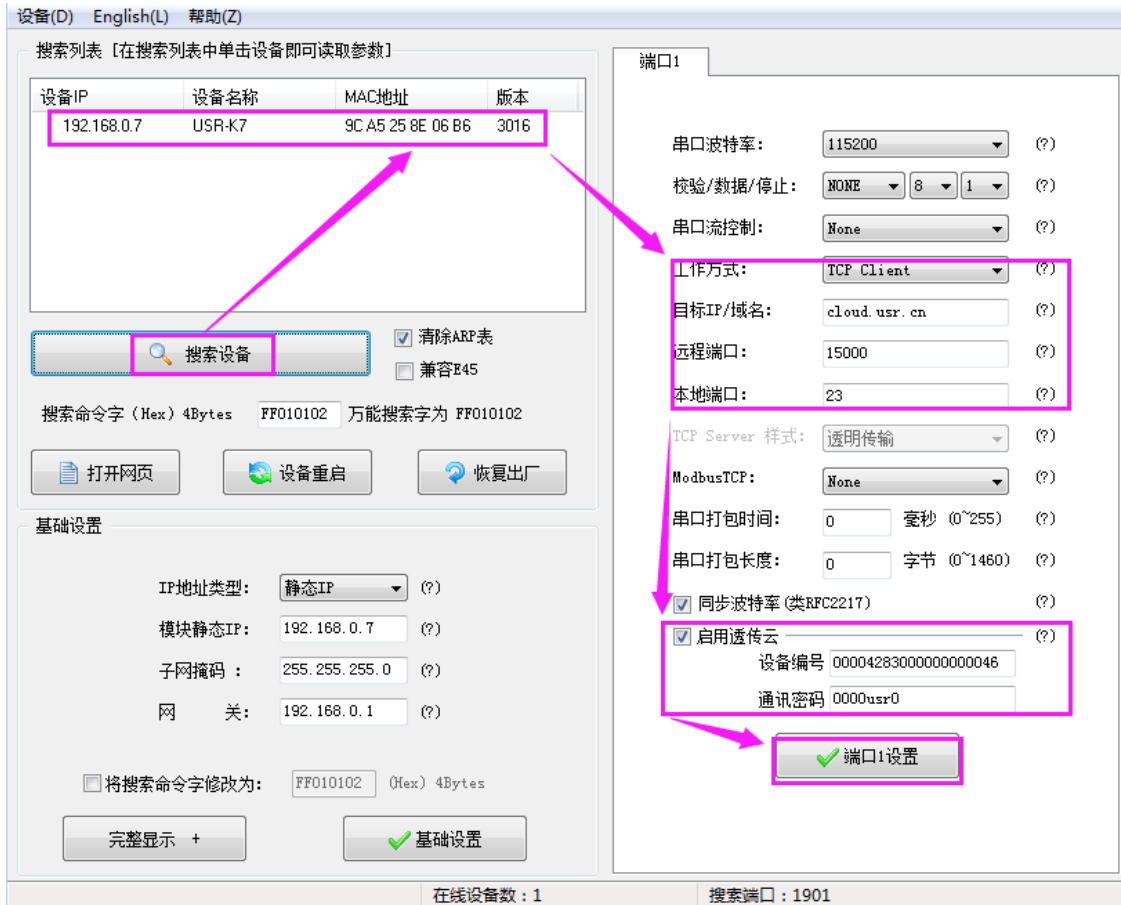 设备(D) English(L) 帮助(Z)
搜索列表 [在搜索列表中单击设备即可读取参数]
设备IP 设备名称 MAC地址 版本
192.168.0.7 USR-K7 9C A5 25 8E 06 B6 3016
搜索设备
清除ARP表
兼容E45
搜索命令字(Hex) 4Bytes FF010102 万能搜索字为 FF010102
打开网页 设备重启 恢复出厂
基础设置
IP地址类型: 静态IP (?)
模块静态IP: 192.168.0.7 (?)
子网掩码 : 255.255.255.0 (?)
网 关: 192.168.0.1 (?)
将搜索命令字修改为: FF010102 (Hex) 4Bytes
完整显示 + 基础设置
端口1
串口波特率: 115200 (?)
校验/数据/停止: NONE 8 1 (?)
串口流控制: None (?)
工作方式: TCP Client (?)
目标IP/域名: cloud.usr.cn (?)
远程端口: 15000 (?)
本地端口: 23 (?)
TCP Server 样式: 透明传输 (?)
ModbusTCP: None (?)
串口打包时间: 0 毫秒 (0~255) (?)
串口打包长度: 0 字节 (0~1460) (?)
同步波特率(类RFC2217) (?)
启用透传云 (?)
设备编号 00004283000000000046
通讯密码 0000usr0
端口1设置
在线设备数:1 搜索端口:1901